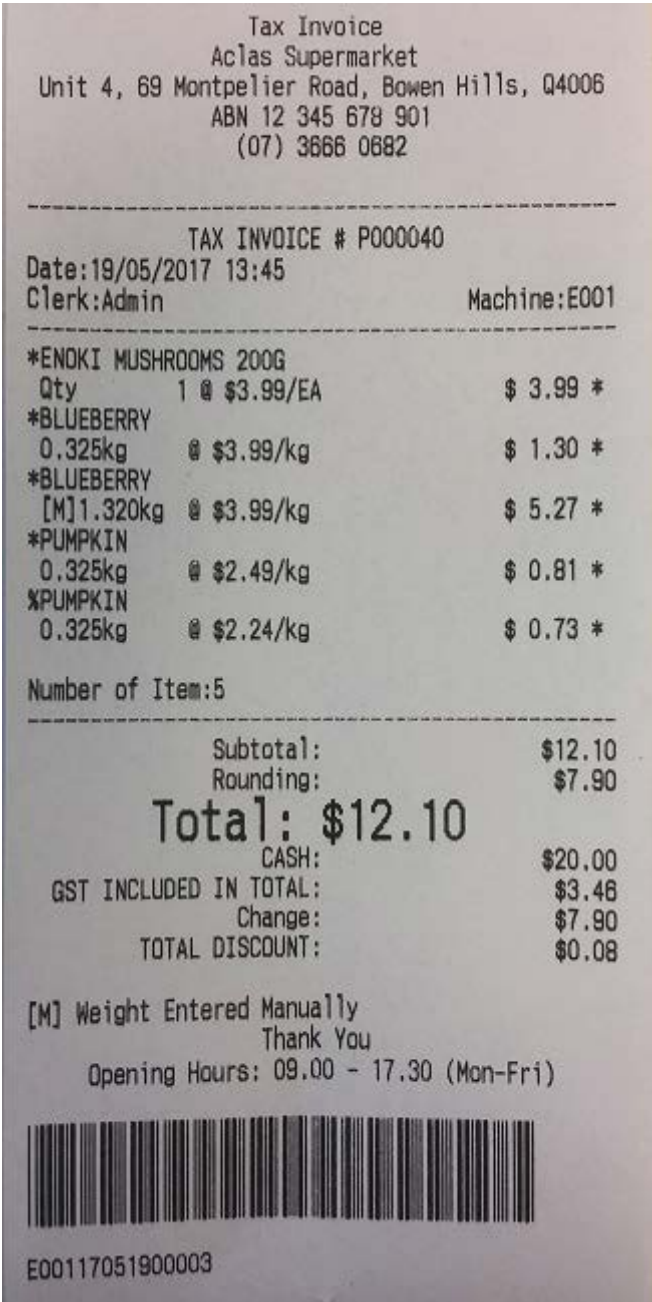 Tax Invoice
Aclas Supermarket
Unit 4, 69 Montpelier Road, Bowen Hills, Q4006
ABN 12 345 678 901
(07) 3666 0682
TAX INVOICE # P000040
Date:19/05/2017 13:45
Clerk:Admin Machine:E001
*ENOKI MUSHROOMS 200G
Qty 1 @ $3.99/EA $ 3.99 *
*BLUEBERRY
0.325kg @ $3.99/kg $ 1.30 *
*BLUEBERRY
[M]1.320kg @ $3.99/kg $ 5.27 *
*PUMPKIN
0.325kg @ $2.49/kg $ 0.81 *
%PUMPKIN
0.325kg @ $2.24/kg $ 0.73 *
Number of Item:5
Subtotal: $12.10
Rounding: $7.90
Total: $12.10
CASH: $20.00
GST INCLUDED IN TOTAL: $3.46
Change: $7.90
TOTAL DISCOUNT: $0.08
[M] Weight Entered Manually
Thank You
Opening Hours: 09.00 - 17.30 (Mon-Fri)
E00117051900003